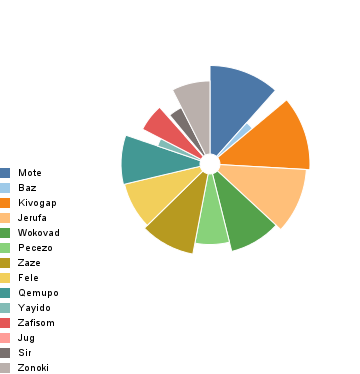 Mote
Baz
Kivogap
Jerufa
Wokovad
Pecezo
Zaze
Fele
Qemupo
Yayido
Zafisom
Jug
Sir
Zonoki